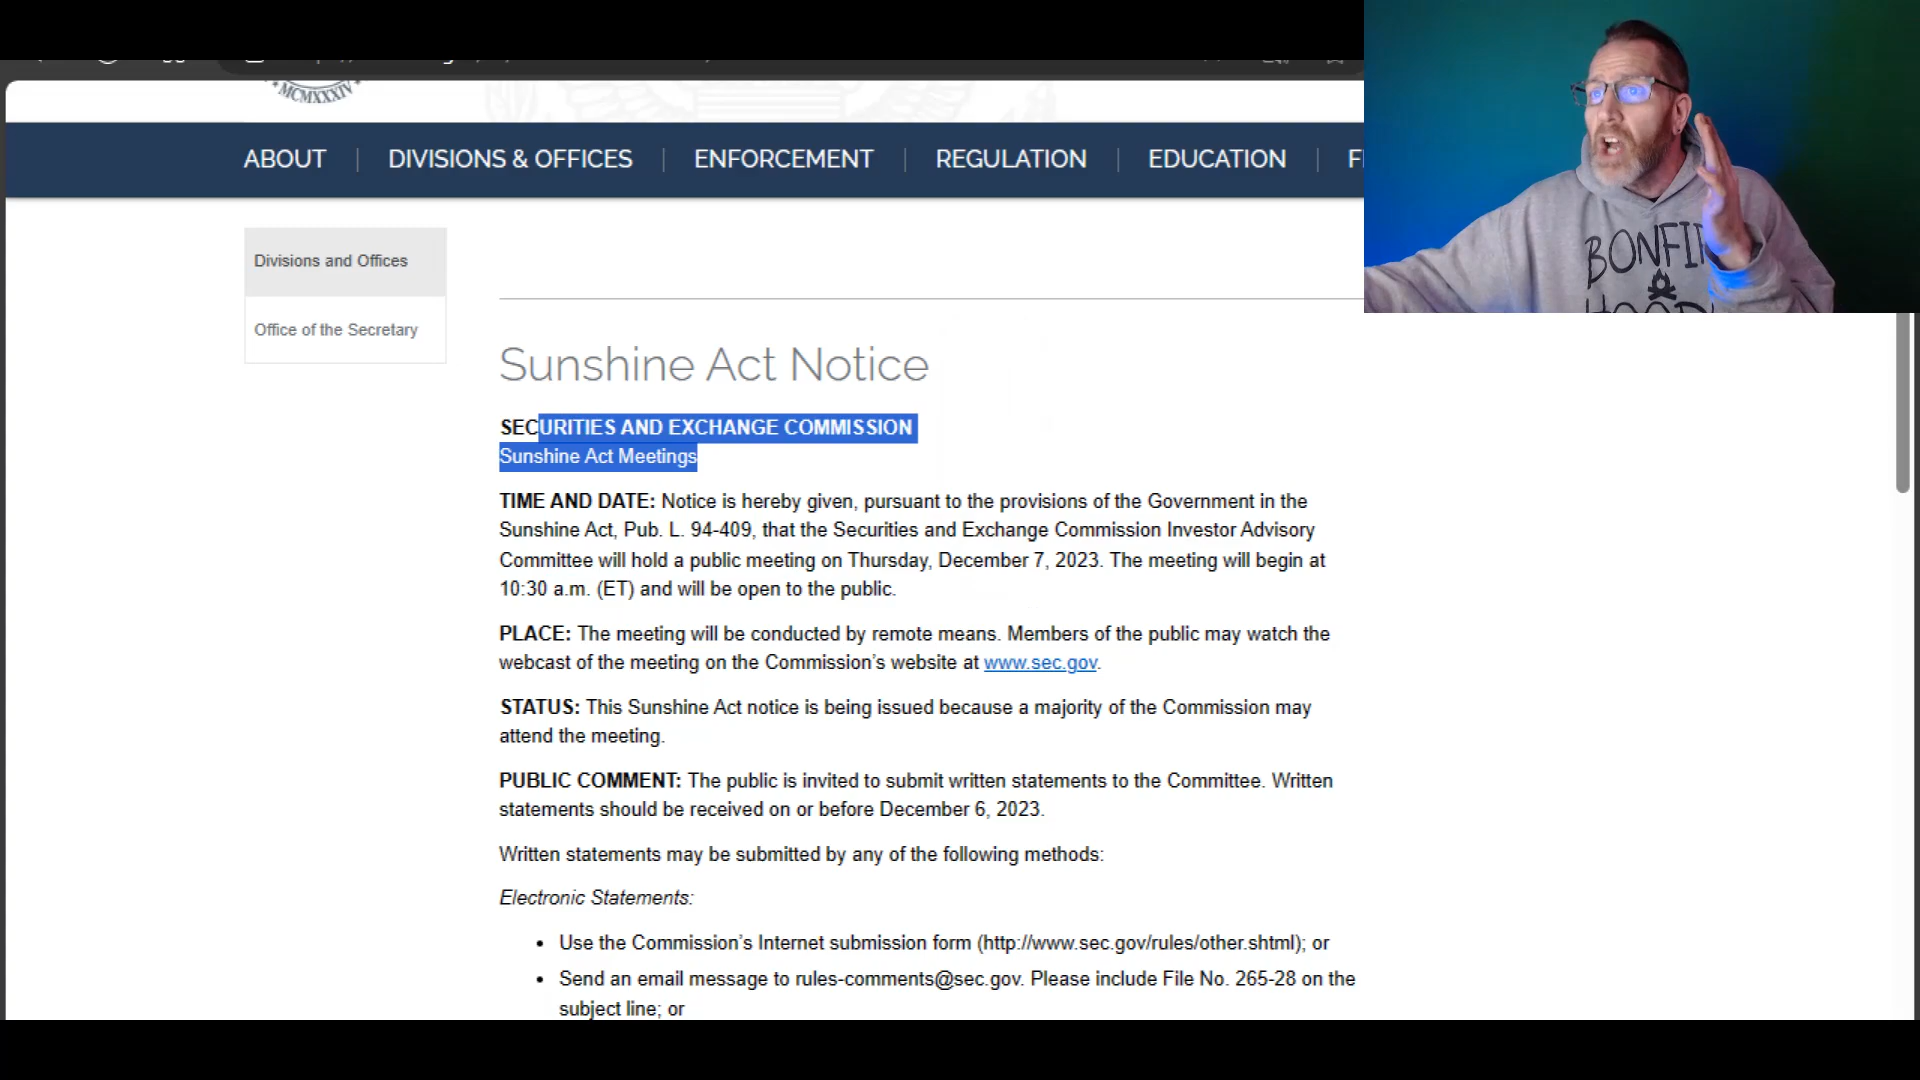 MCMXXXIV
ABOUT
DIVISIONS & OFFICES
ENFORCEMENT
REGULATION
EDUCATION
F
Divisions and Offices
Office of the Secretary
BONFI
Sunshine Act Notice
SECURITIES AND EXCHANGE COMMISSION
Sunshine Act Meetings
TIME AND DATE: Notice is hereby given, pursuant to the provisions of the Government in the
Sunshine Act, Pub. L. 94-409, that the Securities and Exchange Commission Investor Advisory
Committee will hold a public meeting on Thursday, December 7, 2023. The meeting will begin at
10:30 a.m. (ET) and will be open to the public.
PLACE: The meeting will be conducted by remote means. Members of the public may watch the
webcast of the meeting on the Commission’s website at www.sec.gov.
STATUS: This Sunshine Act notice is being issued because a majority of the Commission may
attend the meeting.
PUBLIC COMMENT: The public is invited to submit written statements to the Committee. Written
statements should be received on or before December 6, 2023.
Written statements may be submitted by any of the following methods:
Electronic Statements:
• Use the Commission’s Internet submission form (http://www.sec.gov/rules/other.shtml); or
• Send an email message to rules-comments@sec.gov. Please include File No. 265-28 on the
subject line; or